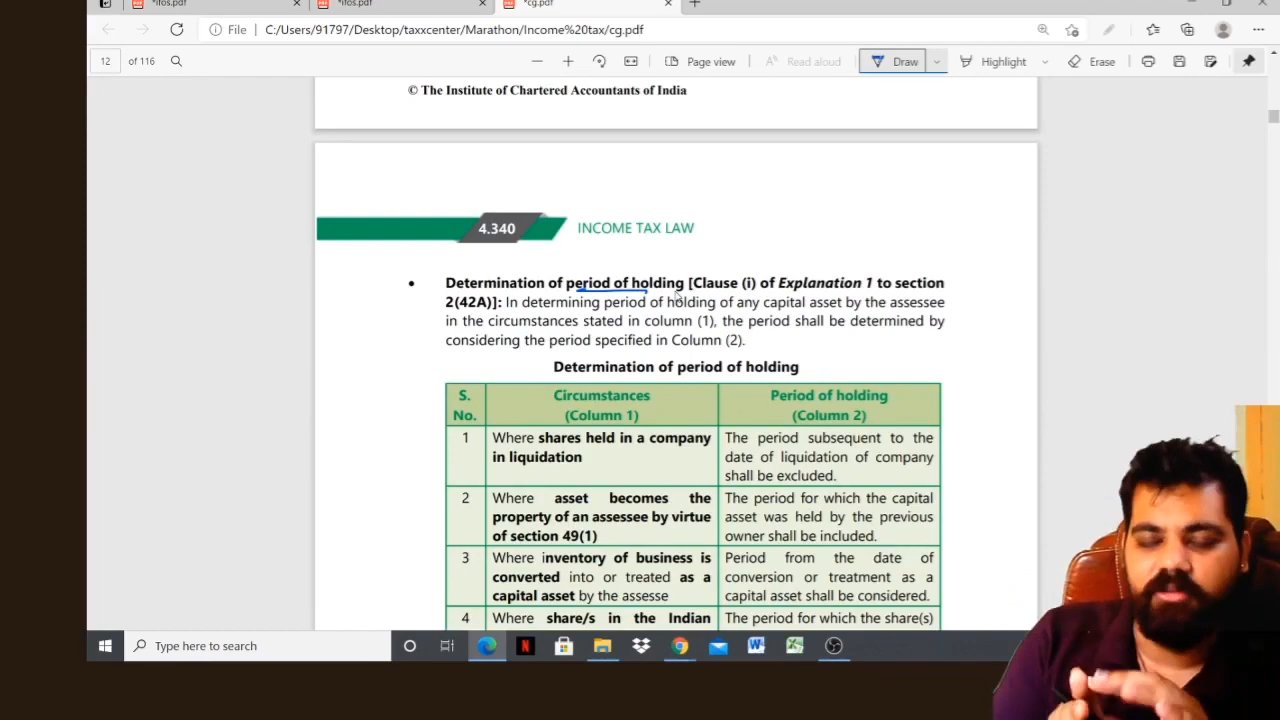 *ifos.pdf
*ifos.pdf
*cg.pdf
File
C:/Users/91797/Desktop/taxxcenter/Marathon/Income%20tax/cg.pdf
12 of 116
Page view
Read aloud
Draw
Highlight
Erase
© The Institute of Chartered Accountants of India
4.340
INCOME TAX LAW
• Determination of period of holding [Clause (i) of Explanation 1 to section
2(42A)]: In determining period of holding of any capital asset by the assessee
in the circumstances stated in column (1), the period shall be determined by
considering the period specified in Column (2).
Determination of period of holding
S.
No.
Circumstances
(Column 1)
Period of holding
(Column 2)
1
Where shares held in a company
in liquidation
The period subsequent to the
date of liquidation of company
shall be excluded.
2
Where asset becomes the
property of an assessee by virtue
of section 49(1)
The period for which the capital
asset was held by the previous
owner shall be included.
3
Where inventory of business is
converted into or treated as a
capital asset by the assesse
Period from the date of
conversion or treatment as a
capital asset shall be considered.
4
Where share/s in the Indian
The period for which the share(s)
Type here to search